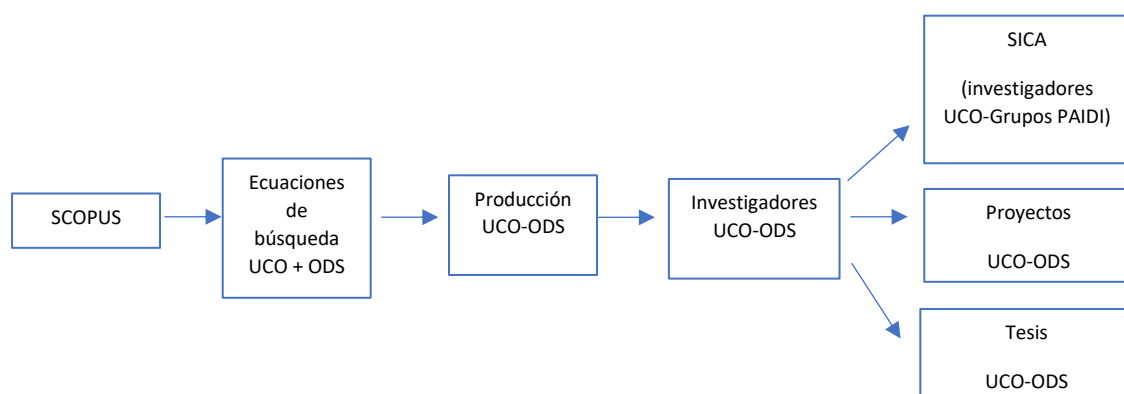 SCOPUS
Ecuaciones
de
búsqueda
UCO + ODS
Producción
UCO-ODS
Investigadores
UCO-ODS
SICA
(investigadores
UCO-Grupos PAIDI)
Proyectos
UCO-ODS
Tesis
UCO-ODS